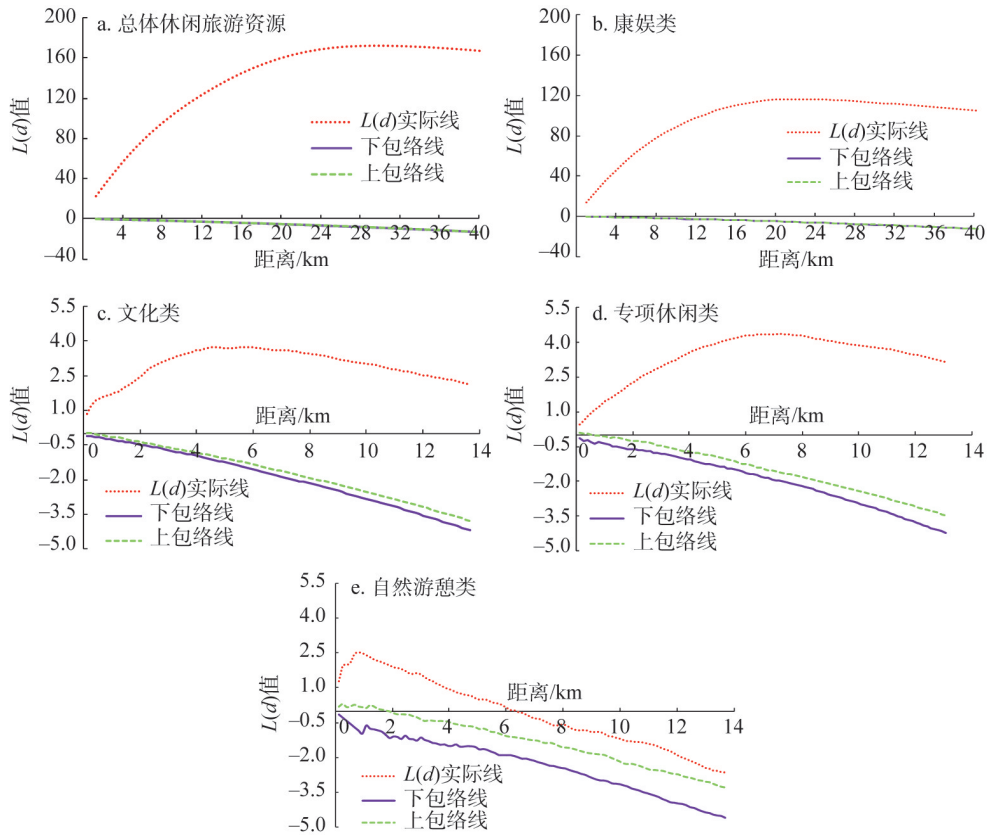 a. 总体休闲旅游资源
200
160
120
80
40
0
–40
L(d)值
L(d)实际线
下包络线
上包络线
4 8 12 16 20 24 28 32 36 40
距离/km
b. 康娱类
200
160
120
80
40
0
–40
L(d)值
L(d)实际线
下包络线
上包络线
4 8 12 16 20 24 28 32 36 40
距离/km
c. 文化类
5.5
4.0
2.5
1.0
–0.5
–2.0
–3.5
–5.0
L(d)值
距离/km
2 4 6 8 10 12 14
L(d)实际线
下包络线
上包络线
d. 专项休闲类
5.5
4.0
2.5
1.0
–0.5
–2.0
–3.5
–5.0
L(d)值
距离/km
0 2 4 6 8 10 12 14
L(d)实际线
下包络线
上包络线
e. 自然游憩类
5.5
4.0
2.5
1.0
–0.5
–2.0
–3.5
–5.0
L(d)值
距离/km
0 2 4 6 8 10 12 14
L(d)实际线
下包络线
上包络线